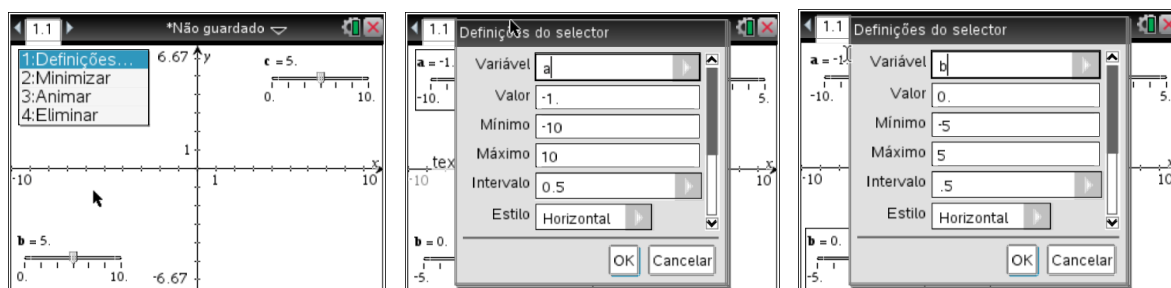 1.1 *Não guardado
1:Definições...
2:Minimizar
3:Animar
4:Eliminar
6.67 y
c = 5.
0. 10.
1
x
-10 1 10
b = 5.
0. 10.
-6.67
1.1 Definições do selector
a = -1.
-10. 5.
Variável a
Valor -1.
Mínimo -10
Máximo 10
Intervalo 0.5
Estilo Horizontal
OK Cancelar
tex
-10 10
b = 0.
-5.
1.1 Definições do selector
a = -1.
-10. 5.
Variável b
Valor 0.
Mínimo -5
Máximo 5
Intervalo .5
Estilo Horizontal
OK Cancelar
-10 10
b = 0.
-5.